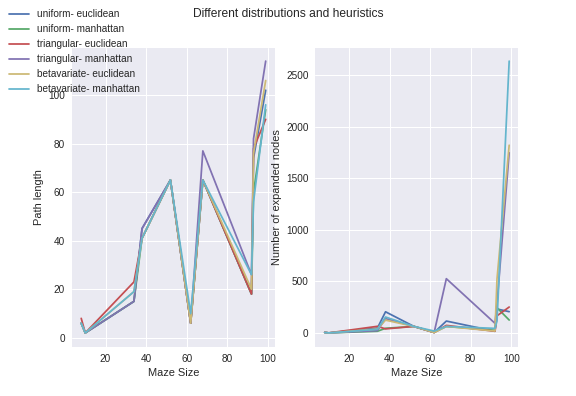 Different distributions and heuristics
uniform- euclidean
uniform- manhattan
triangular- euclidean
triangular- manhattan
betavariate- euclidean
betavariate- manhattan
Path length
100
80
60
40
20
0
20 40 60 80 100
Maze Size
Number of expanded nodes
2500
2000
1500
1000
500
0
20 40 60 80 100
Maze Size